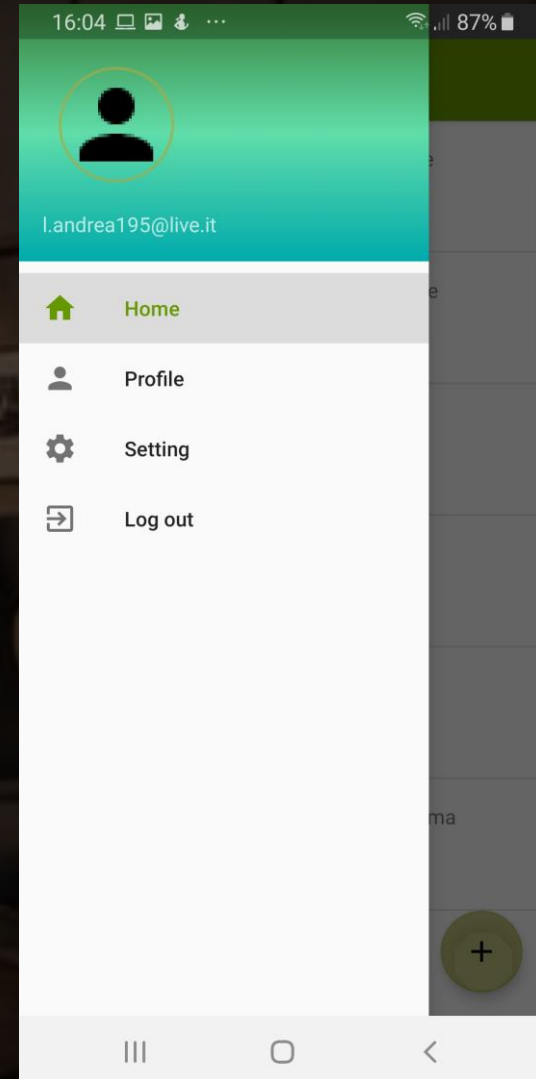 16:04 87%
l.andrea195@live.it
Home
Profile
Setting
Log out
e
e
ma
+